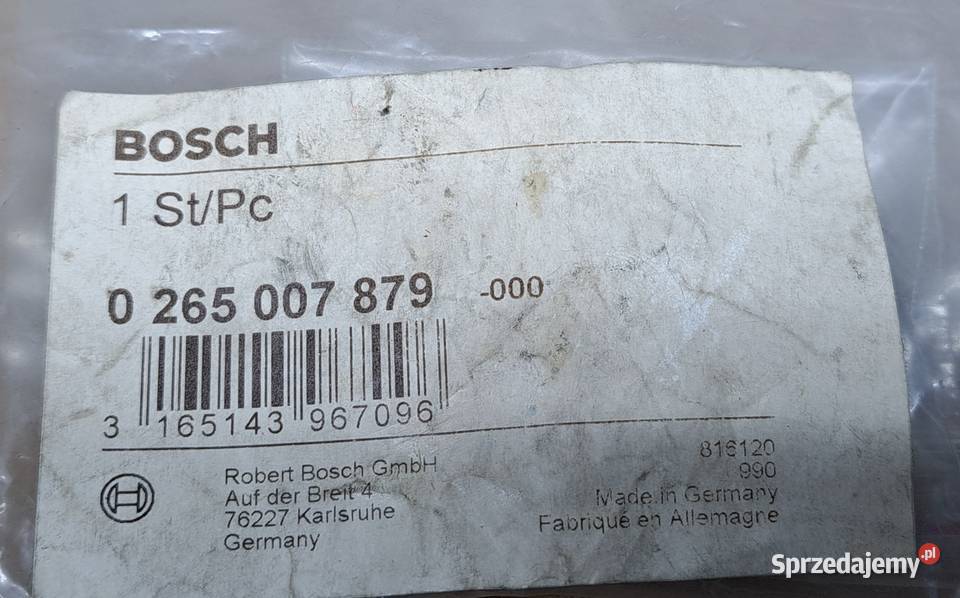 BOSCH
1 St/Pc
0 265 007 879 -000
3 165143 967096
Robert Bosch GmbH
Auf der Breit 4
76227 Karlsruhe
Germany
816120
990
Made in Germany
Fabriqué en Allemagne
Sprzedajemy.pl